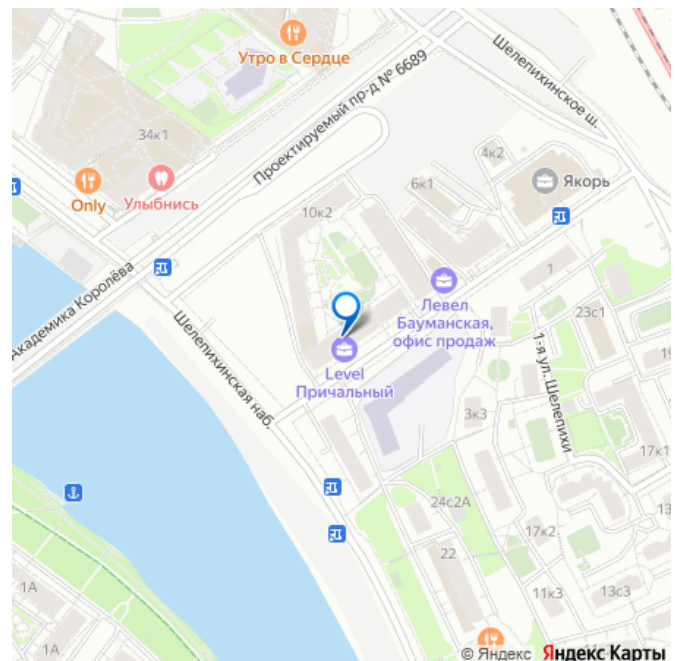 Утро в Сердце
Шелепихинское ш.
Проектируемый пр-д № 6689
34к1
4к2
Якорь
6к1
Only
Улыбнись
10к2
Академика Королёва
1
Левел
Бауманская,
офис продаж
23с1
Шелепихинская наб.
Level
Причальный
1-я ул. Шелепихи
19
3к3
17к1
24с2А
13
17к2
22
1А
11к3
13с3
1А
© Яндекс Яндекс Карты